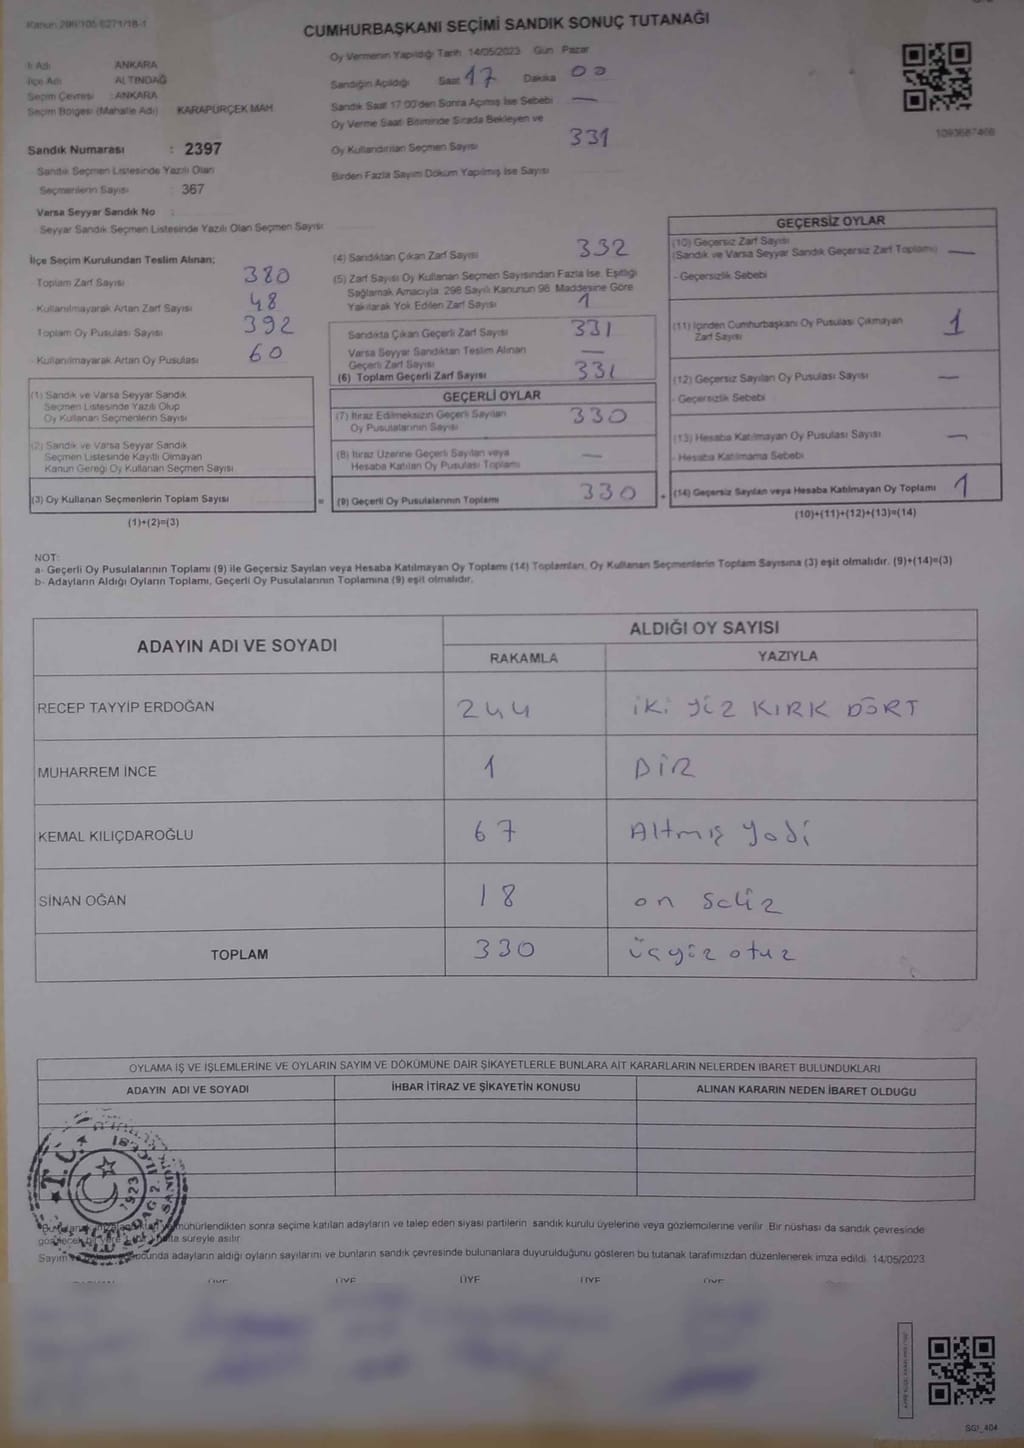 Kanun 298/105 6271/18-1
CUMHURBAŞKANI SEÇİMİ SANDIK SONUÇ TUTANAĞI
İl Adı ANKARA
İlçe Adı ALTINDAĞ
Seçim Çevresi : ANKARA
Seçim Bölgesi (Mahalle Adı) KARAPÜRÇEK MAH.
Sandık Numarası : 2397
Sandık Seçmen Listesinde Yazılı Olan
Seçmenlerin Sayısı : 367
Varsa Seyyar Sandık No :
Seyyar Sandık Seçmen Listesinde Yazılı Olan Seçmen Sayısı
Oy Vermenin Yapıldığı Tarih 14/05/2023 Gün Pazar
Sandığın Açıldığı Saat 17 Dakika 00
Sandık Saat 17:00'den Sonra Açılmış İse Sebebi —
Oy Verme Saati Bitiminde Sırada Bekleyen ve
Oy Kullandırılan Seçmen Sayısı 331
Birden Fazla Sayım Döküm Yapılmış İse Sayısı
1093687466
İlçe Seçim Kurulundan Teslim Alınan;
- Toplam Zarf Sayısı 380
- Kullanılmayarak Artan Zarf Sayısı 48
- Toplam Oy Pusulası Sayısı 392
- Kullanılmayarak Artan Oy Pusulası 60
(1) Sandık ve Varsa Seyyar Sandık
Seçmen Listesinde Yazılı Olup
Oy Kullanan Seçmenlerin Sayısı
(2) Sandık ve Varsa Seyyar Sandık
Seçmen Listesinde Kayıtlı Olmayan
Kanun Gereği Oy Kullanan Seçmen Sayısı
(3) Oy Kullanan Seçmenlerin Toplam Sayısı
(1)+(2)=(3)
(4) Sandıktan Çıkan Zarf Sayısı 332
(5) Zarf Sayısı Oy Kullanan Seçmen Sayısından Fazla İse, Eşitliği
Sağlamak Amacıyla, 298 Sayılı Kanunun 98. Maddesine Göre
Yakılarak Yok Edilen Zarf Sayısı 1
Sandıkta Çıkan Geçerli Zarf Sayısı 331
Varsa Seyyar Sandıktan Teslim Alınan
Geçerli Zarf Sayısı —
(6) Toplam Geçerli Zarf Sayısı 331
GEÇERLİ OYLAR
(7) İtiraz Edilmeksizin Geçerli Sayılan
Oy Pusulalarının Sayısı 330
(8) İtiraz Üzerine Geçerli Sayılan veya
Hesaba Katılan Oy Pusulası Toplamı —
= (9) Geçerli Oy Pusulalarının Toplamı 330
GEÇERSİZ OYLAR
(10) Geçersiz Zarf Sayısı
(Sandık ve Varsa Seyyar Sandık Geçersiz Zarf Toplamı) —
- Geçersizlik Sebebi
(11) İçinden Cumhurbaşkanı Oy Pusulası Çıkmayan
Zarf Sayısı 1
(12) Geçersiz Sayılan Oy Pusulası Sayısı —
- Geçersizlik Sebebi
(13) Hesaba Katılmayan Oy Pusulası Sayısı —
- Hesaba Katılmama Sebebi
+ (14) Geçersiz Sayılan veya Hesaba Katılmayan Oy Toplamı 1
(10)+(11)+(12)+(13)=(14)
NOT:
a- Geçerli Oy Pusulalarının Toplamı (9) ile Geçersiz Sayılan veya Hesaba Katılmayan Oy Toplamı (14) Toplamları, Oy Kullanan Seçmenlerin Toplam Sayısına (3) eşit olmalıdır. (9)+(14)=(3)
b- Adayların Aldığı Oyların Toplamı, Geçerli Oy Pusulalarının Toplamına (9) eşit olmalıdır.
ADAYIN ADI VE SOYADI ALDIĞI OY SAYISI
RAKAMLA YAZIYLA
RECEP TAYYİP ERDOĞAN 244 iki yüz KIRK DÖRT
MUHARREM İNCE 1 BİR
KEMAL KILIÇDAROĞLU 67 Altmış Yedi
SİNAN OĞAN 18 on sekiz
TOPLAM 330 üçyüz otuz
OYLAMA İŞ VE İŞLEMLERİNE VE OYLARIN SAYIM VE DÖKÜMÜNE DAİR ŞİKAYETLERLE BUNLARA AİT KARARLARIN NELERDEN İBARET BULUNDUKLARI
ADAYIN ADI VE SOYADI İHBAR İTİRAZ VE ŞİKAYETİN KONUSU ALINAN KARARIN NEDEN İBARET OLDUĞU
T.C. 1923
mühürlendikten sonra seçime katılan adayların ve talep eden siyasi partilerin sandık kurulu üyelerine veya gözlemcilerine verilir. Bir nüshası da sandık çevresinde
süreyle asılır.
Sayım adayların aldığı oyların sayılarını ve bunların sandık çevresinde bulunanlara duyurulduğunu gösteren bu tutanak tarafımızdan düzenlenerek imza edildi. 14/05/2023
ÜYE ÜYE ÜYE ÜYE ÜYE
SGI_404